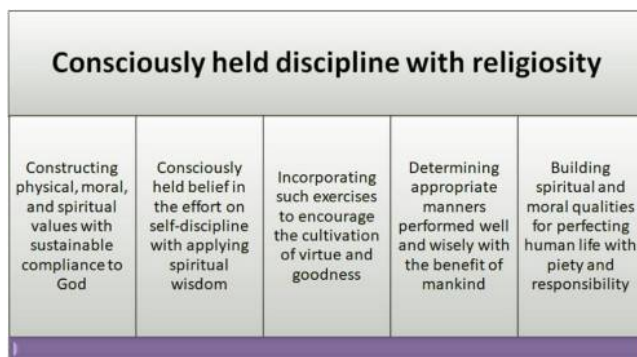 Consciously held discipline with religiosity
Constructing
physical, moral,
and spiritual
values with
sustainable
compliance to
God
Consciously
held belief in
the effort on
self-discipline
with applying
spiritual
wisdom
Incorporating
such exercises
to encourage
the cultivation
of virtue and
goodness
Determining
appropriate
manners
performed well
and wisely with
the benefit of
mankind
Building
spiritual and
moral qualities
for perfecting
human life with
piety and
responsibility